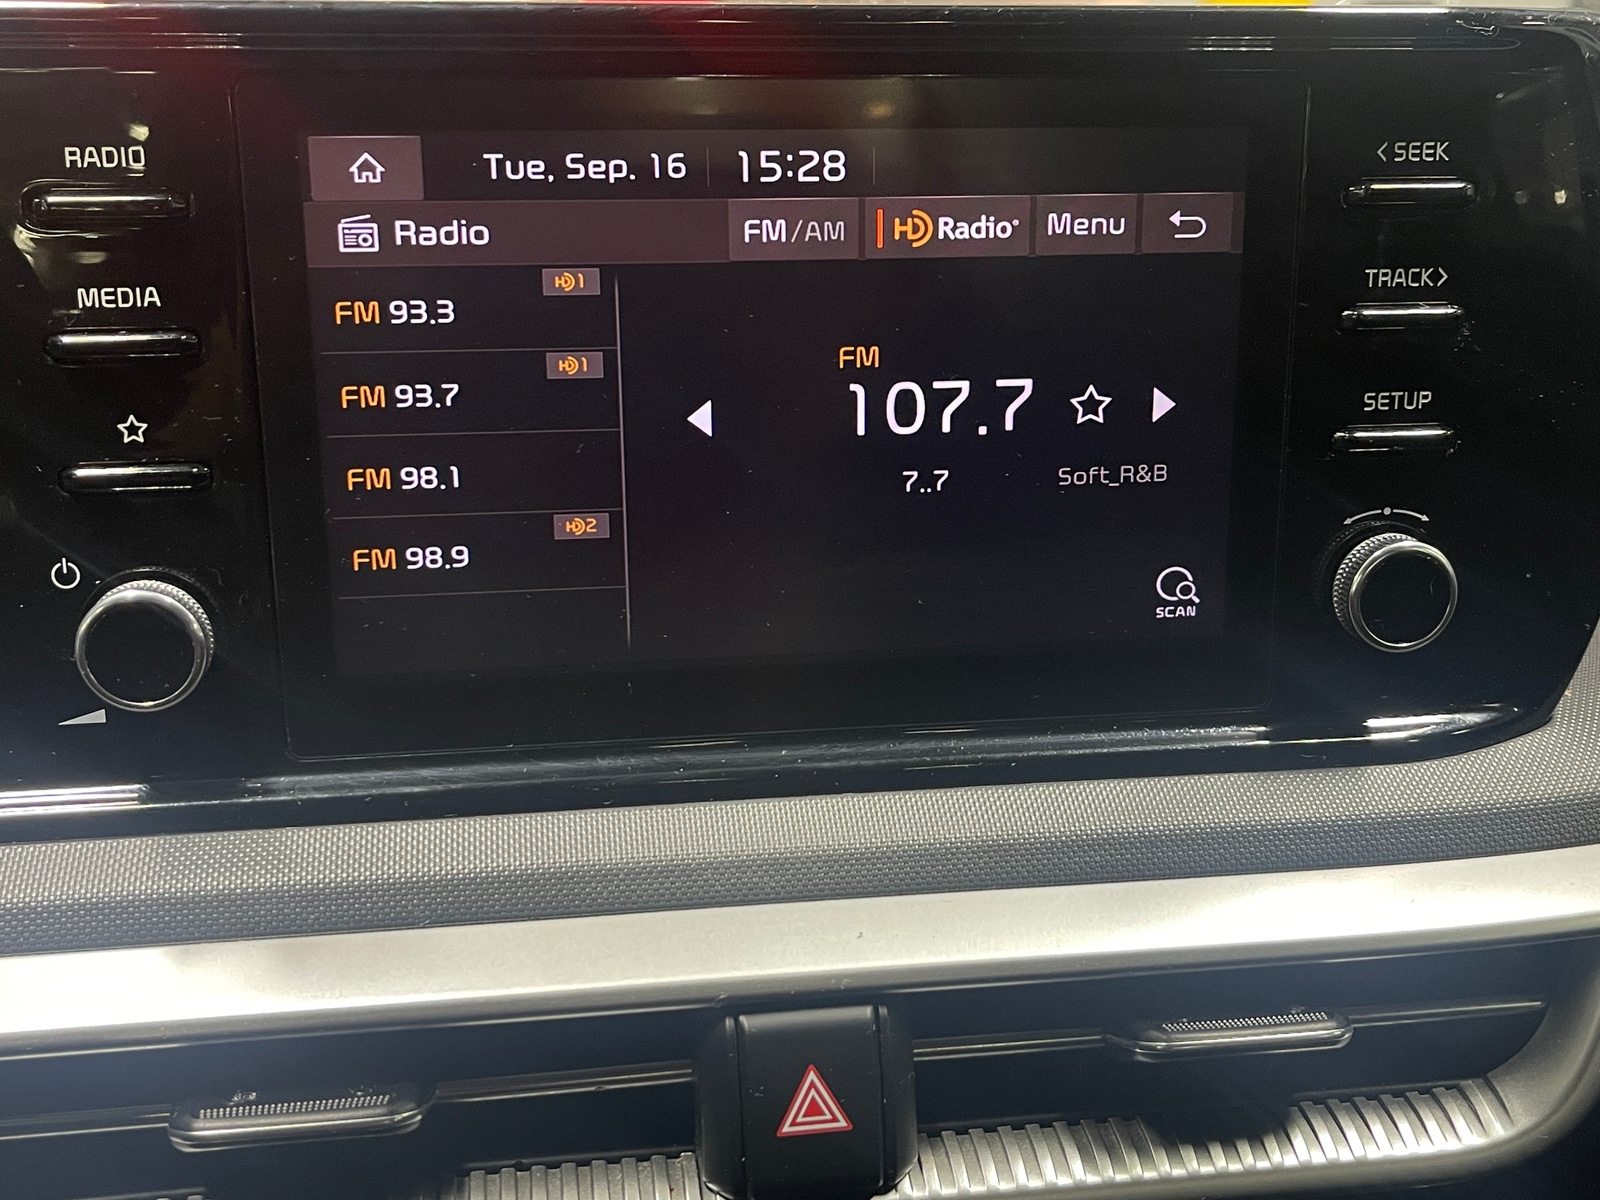 RADIO
MEDIA
Tue, Sep. 16 15:28
Radio FM/AM HD Radio Menu
HD1
FM 93.3
HD1
FM 93.7
FM 98.1
HD2
FM 98.9
FM
107.7
7..7 Soft_R&B
SCAN
<SEEK
TRACK>
SETUP